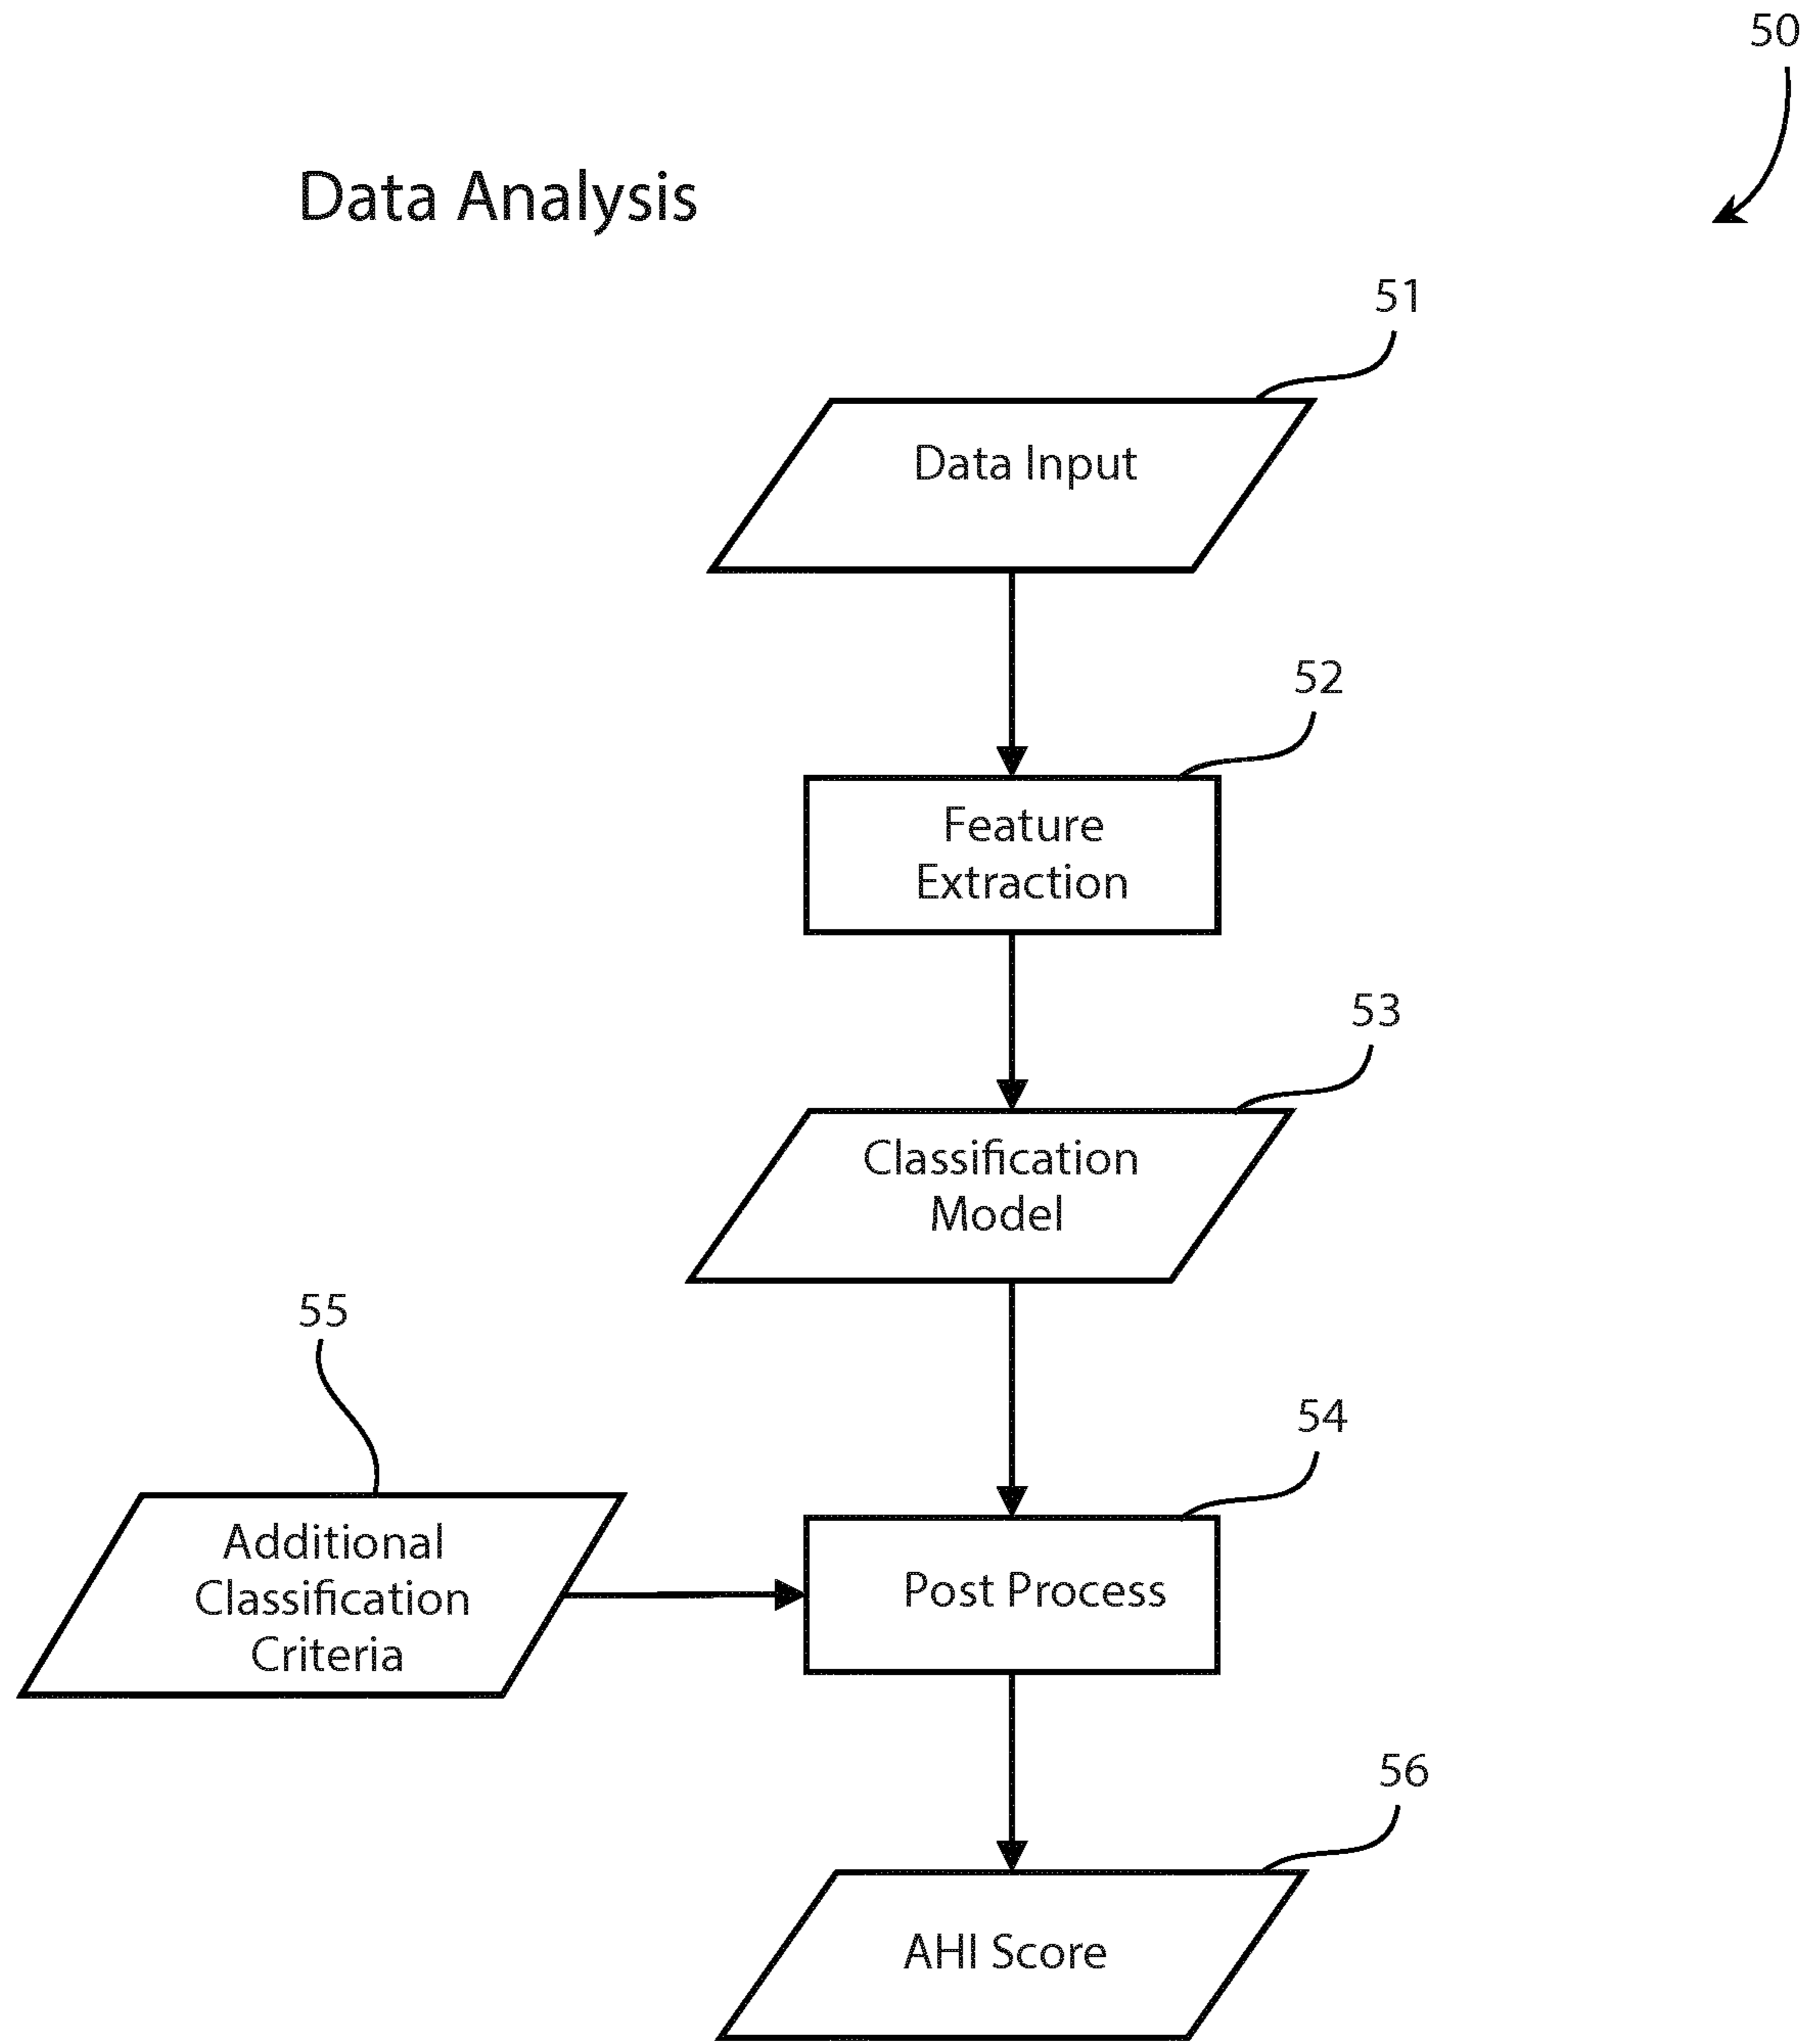 50
Data Analysis
51
Data Input
52
Feature
Extraction
53
Classification
Model
55
54
Additional
Classification
Criteria
Post Process
56
AHI Score